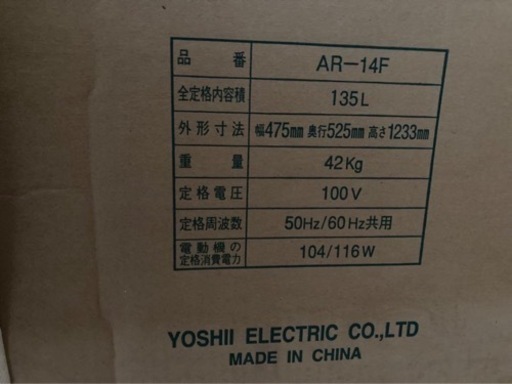 品番 AR-14F
全定格内容積 135L
外形寸法 幅475mm 奥行525mm 高さ1233mm
重量 42Kg
定格電圧 100V
定格周波数 50Hz/60Hz共用
電動機の
定格消費電力 104/116W
YOSHII ELECTRIC CO.,LTD
MADE IN CHINA